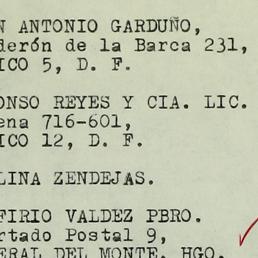 N ANTONIO GARDUÑO,
derón de la Barca 231,
ICO 5, D. F.
ONSO REYES Y CIA. LIC.
ena 716-601,
ICO 12, D. F.
LINA ZENDEJAS.
FIRIO VALDEZ PBRO.
rtado Postal 9,
ERAL DEL MONTE, HGO.